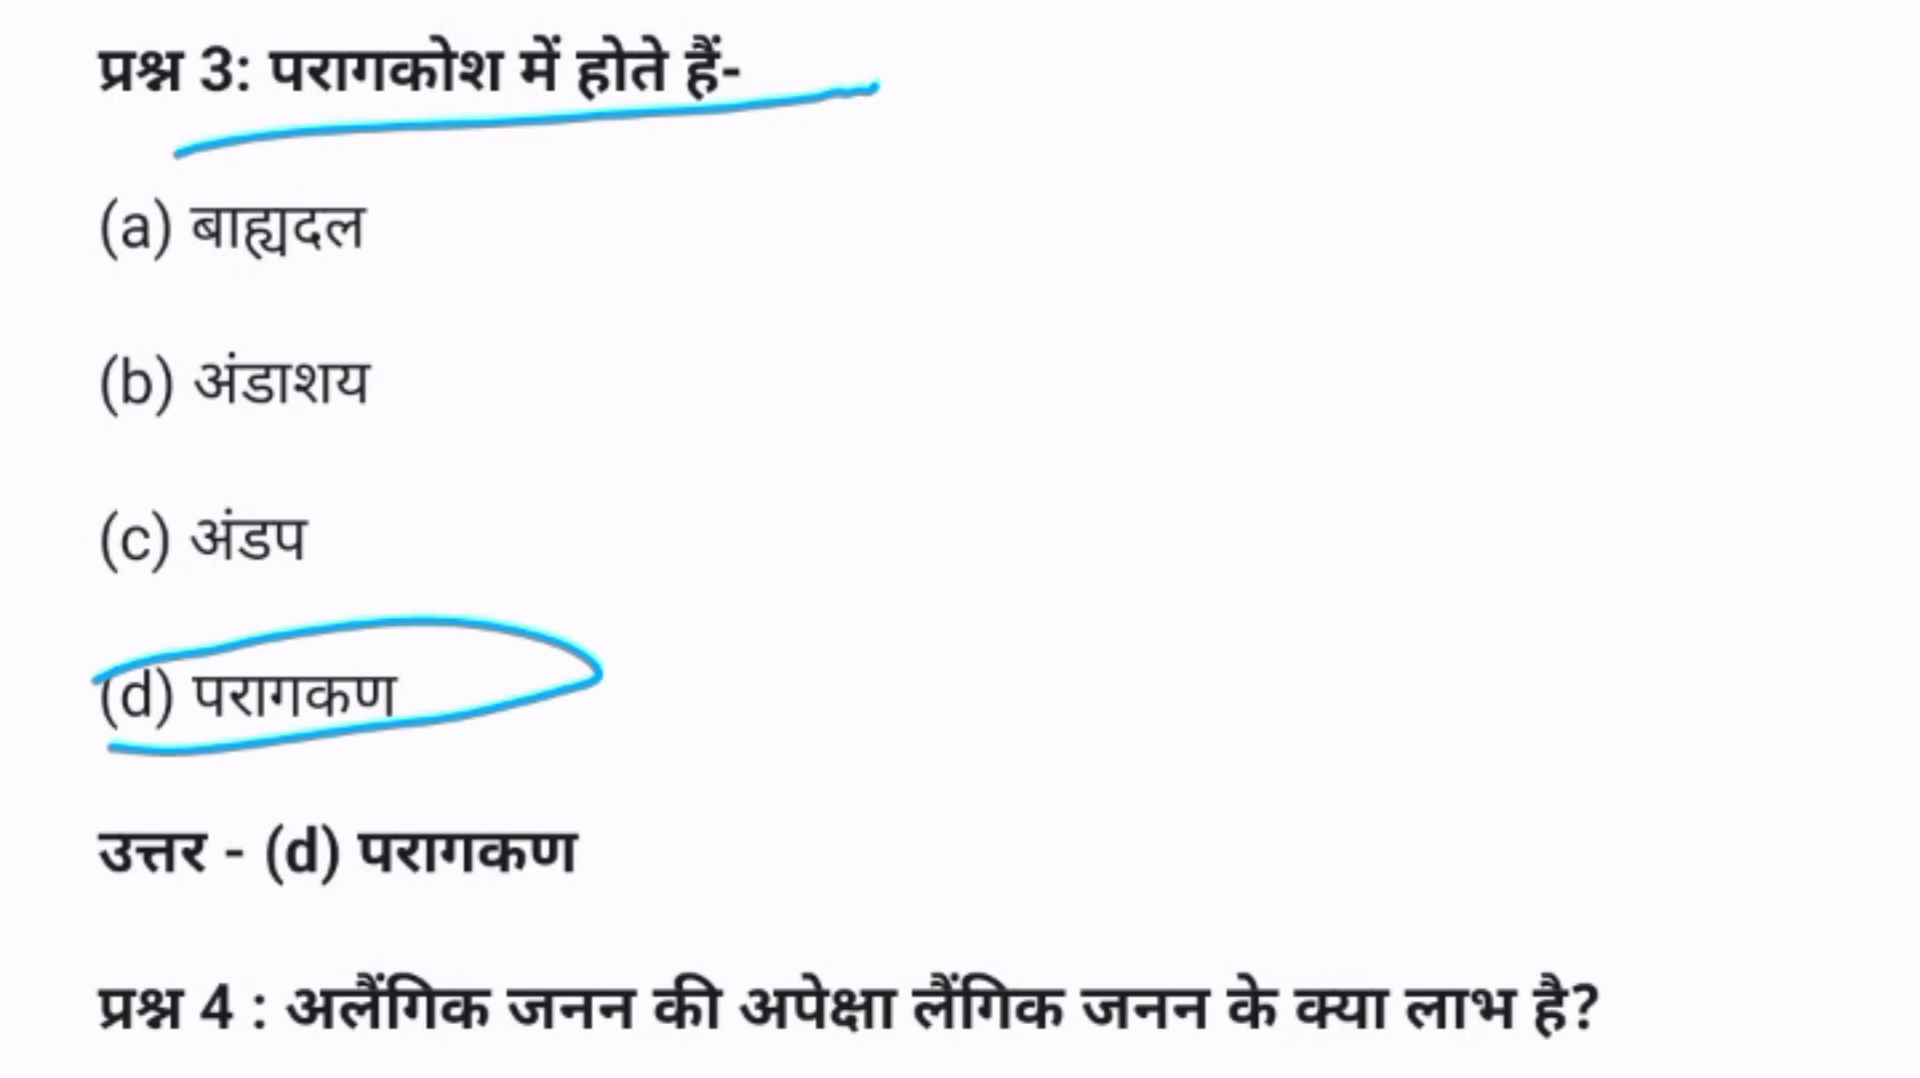 प्रश्न 3: परागकोश में होते हैं-
(a) बाह्यदल
(b) अंडाशय
(c) अंडप
(d) परागकण
उत्तर - (d) परागकण
प्रश्न 4 : अलैंगिक जनन की अपेक्षा लैंगिक जनन के क्या लाभ है?